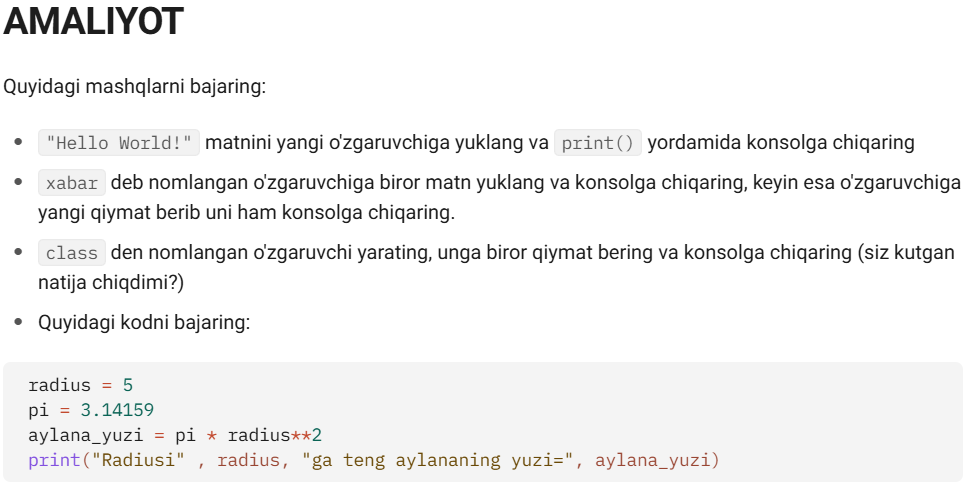 AMALIYOT
Quyidagi mashqlarni bajaring:
"Hello World!" matnini yangi o'zgaruvchiga yuklang va print() yordamida konsolga chiqaring
xabar deb nomlangan o'zgaruvchiga biror matn yuklang va konsolga chiqaring, keyin esa o'zgaruvchiga
yangi qiymat berib uni ham konsolga chiqaring.
class den nomlangan o'zgaruvchi yarating, unga biror qiymat bering va konsolga chiqaring (siz kutgan
natija chiqdimi?)
Quyidagi kodni bajaring:
radius = 5
pi = 3.14159
aylana_yuzi = pi * radius**2
print("Radiusi" , radius, "ga teng aylananing yuzi=", aylana_yuzi)